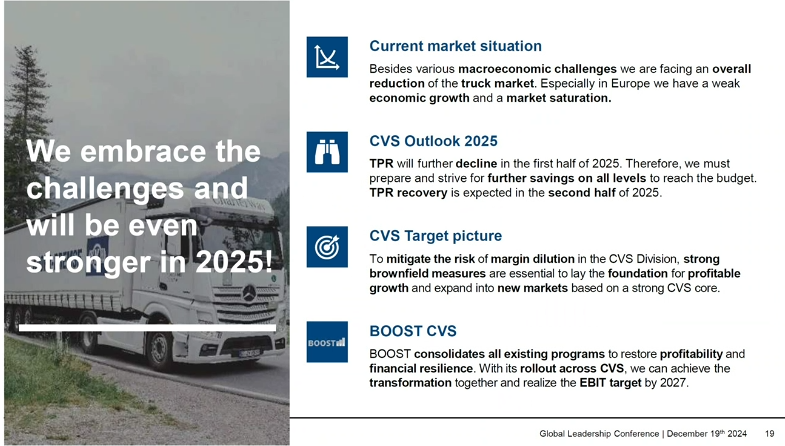 We embrace the
challenges and
will be even
stronger in 2025!
Current market situation
Besides various macroeconomic challenges we are facing an overall
reduction of the truck market. Especially in Europe we have a weak
economic growth and a market saturation.
CVS Outlook 2025
TPR will further decline in the first half of 2025. Therefore, we must
prepare and strive for further savings on all levels to reach the budget.
TPR recovery is expected in the second half of 2025.
CVS Target picture
To mitigate the risk of margin dilution in the CVS Division, strong
brownfield measures are essential to lay the foundation for profitable
growth and expand into new markets based on a strong CVS core.
BOOST
BOOST CVS
BOOST consolidates all existing programs to restore profitability and
financial resilience. With its rollout across CVS, we can achieve the
transformation together and realize the EBIT target by 2027.
Global Leadership Conference | December 19th 2024 19